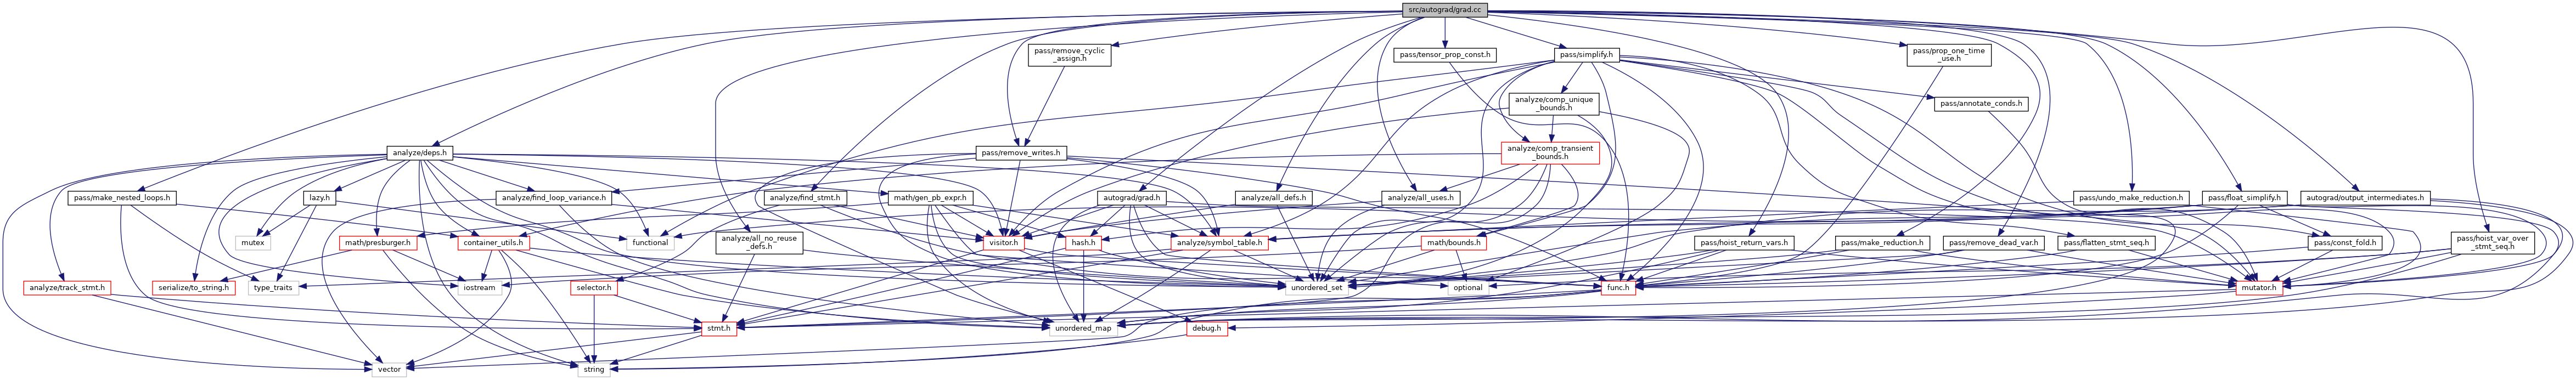 src/autograd/grad.cc
pass/remove_cyclic
_assign.h
pass/tensor_prop_const.h
pass/simplify.h
pass/prop_one_time
_use.h
analyze/comp_unique
_bounds.h
pass/annotate_conds.h
analyze/deps.h
pass/remove_writes.h
analyze/comp_transient
_bounds.h
pass/make_nested_loops.h
lazy.h
analyze/find_loop_variance.h
analyze/find_stmt.h
math/gen_pb_expr.h
autograd/grad.h
analyze/all_defs.h
analyze/all_uses.h
pass/undo_make_reduction.h
pass/float_simplify.h
autograd/output_intermediates.h
mutex
functional
math/presburger.h
container_utils.h
analyze/all_no_reuse
_defs.h
visitor.h
hash.h
analyze/symbol_table.h
math/bounds.h
pass/hoist_return_vars.h
pass/make_reduction.h
pass/remove_dead_var.h
pass/flatten_stmt_seq.h
pass/const_fold.h
pass/hoist_var_over
_stmt_seq.h
analyze/track_stmt.h
serialize/to_string.h
type_traits
iostream
selector.h
unordered_set
optional
func.h
mutator.h
stmt.h
unordered_map
debug.h
vector
string